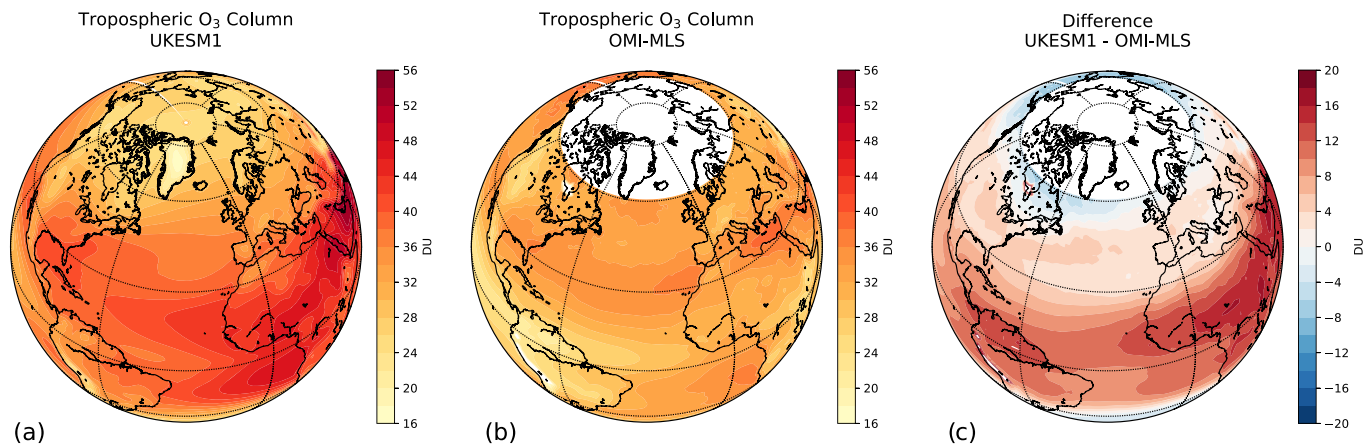 Tropospheric O₃ Column
UKESM1
56
52
48
44
40
36
32
28
24
20
16
DU
(a)
Tropospheric O₃ Column
OMI-MLS
56
52
48
44
40
36
32
28
24
20
16
DU
(b)
Difference
UKESM1 - OMI-MLS
20
16
12
8
4
0
−4
−8
−12
−16
−20
DU
(c)